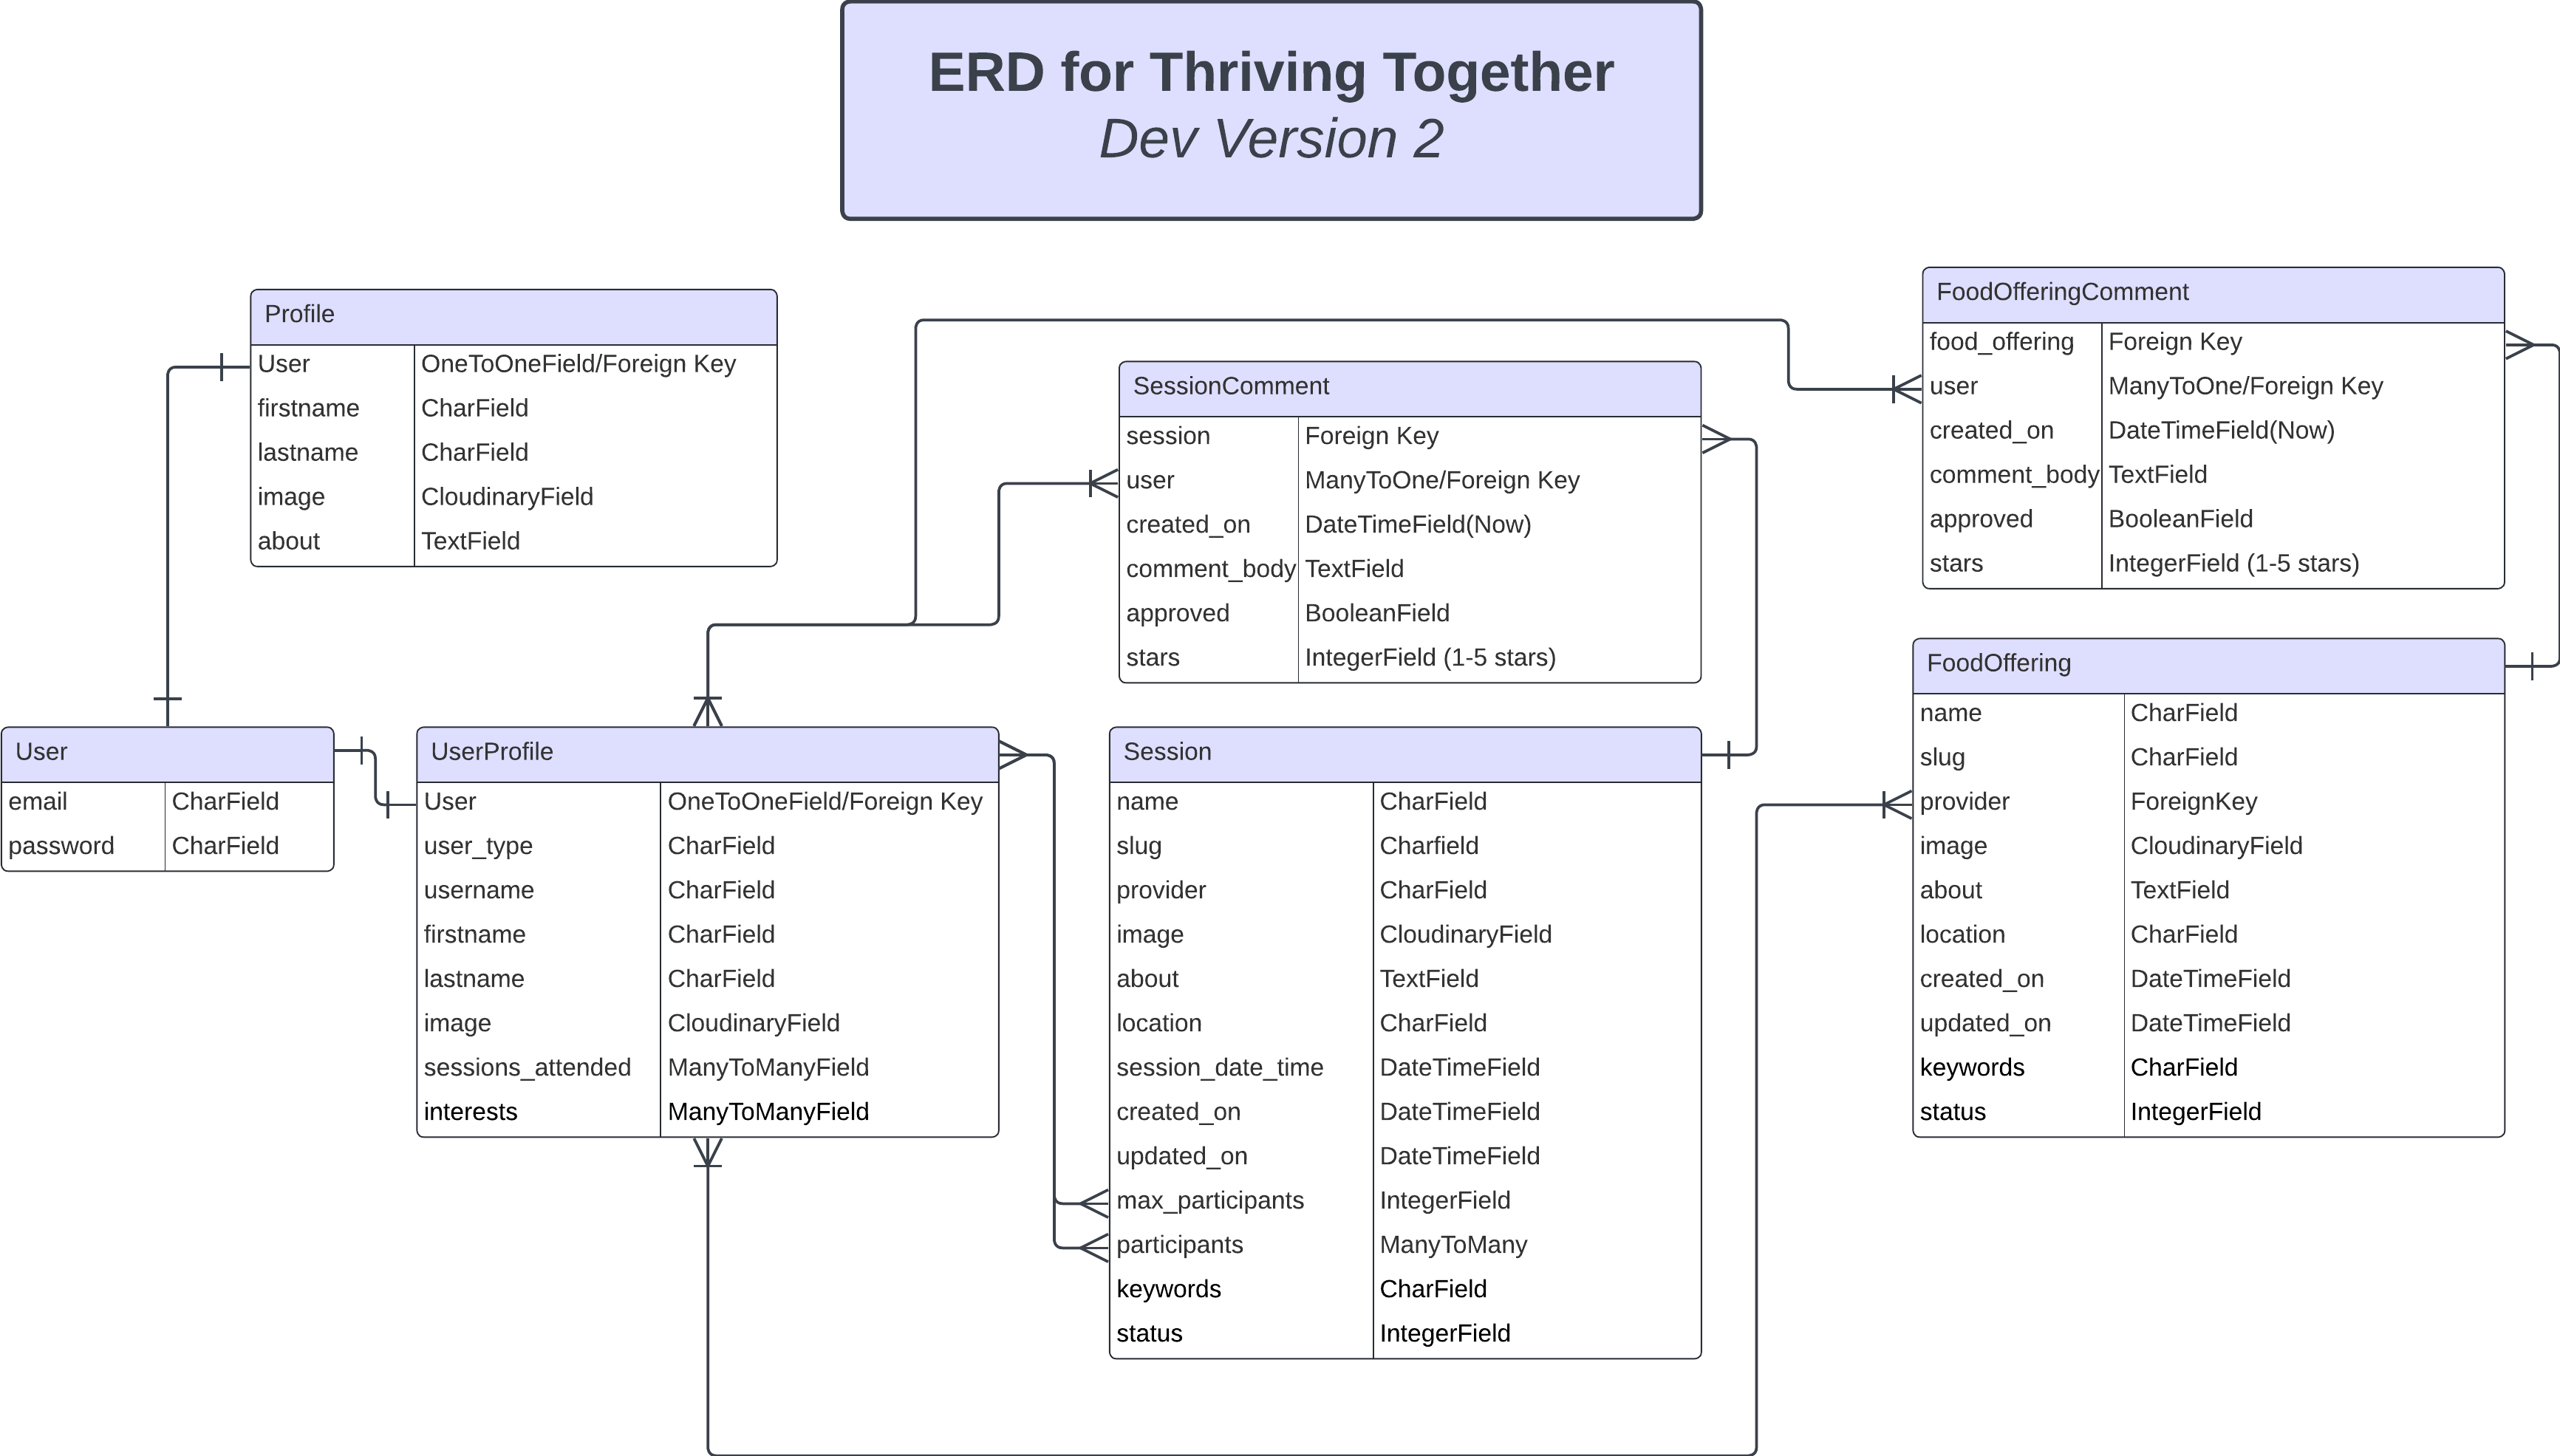 ERD for Thriving Together
Dev Version 2
Profile
User OneToOneField/Foreign Key
firstname CharField
lastname CharField
image CloudinaryField
about TextField
User
email CharField
password CharField
UserProfile
User OneToOneField/Foreign Key
user_type CharField
username CharField
firstname CharField
lastname CharField
image CloudinaryField
sessions_attended ManyToManyField
interests ManyToManyField
SessionComment
session Foreign Key
user ManyToOne/Foreign Key
created_on DateTimeField(Now)
comment_body TextField
approved BooleanField
stars IntegerField (1-5 stars)
Session
name CharField
slug Charfield
provider CharField
image CloudinaryField
about TextField
location CharField
session_date_time DateTimeField
created_on DateTimeField
updated_on DateTimeField
max_participants IntegerField
participants ManyToMany
keywords CharField
status IntegerField
FoodOfferingComment
food_offering Foreign Key
user ManyToOne/Foreign Key
created_on DateTimeField(Now)
comment_body TextField
approved BooleanField
stars IntegerField (1-5 stars)
FoodOffering
name CharField
slug CharField
provider ForeignKey
image CloudinaryField
about TextField
location CharField
created_on DateTimeField
updated_on DateTimeField
keywords CharField
status IntegerField